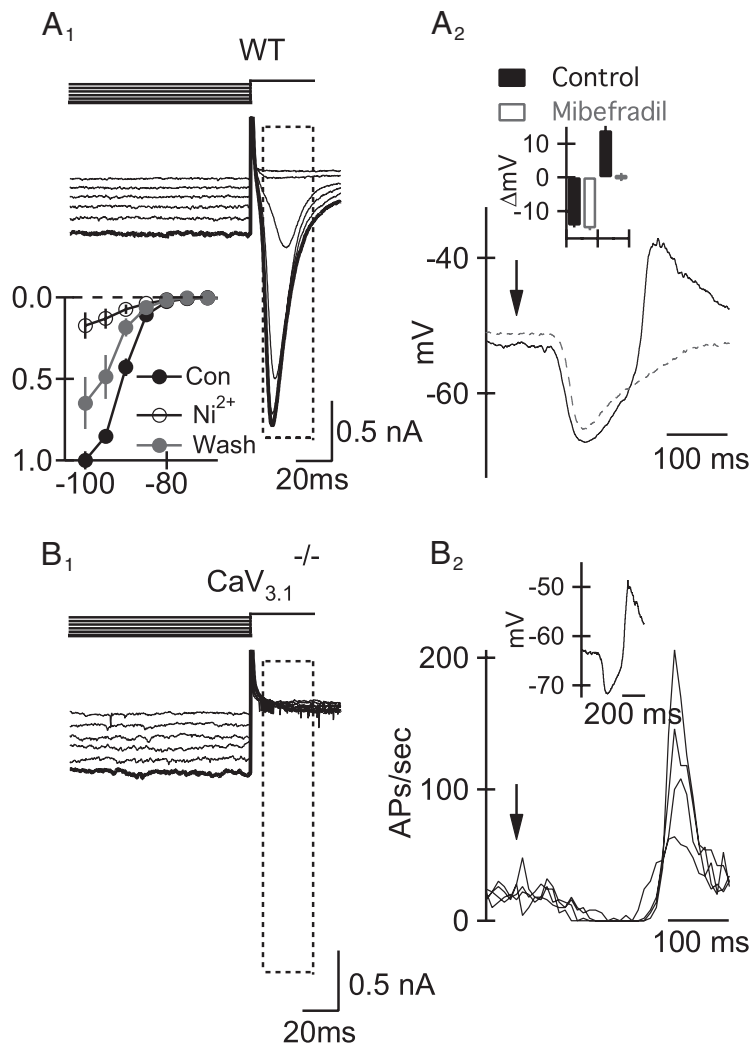 A1
WT
0.0
0.5
1.0
-100
-80
Con
Ni2+
Wash
0.5 nA
20ms
A2
Control
Mibefradil
10
0
-10
ΔmV
-40
-60
mV
100 ms
B1
CaV3.1 -/-
0.5 nA
20ms
B2
-50
-60
-70
mV
200 ms
200
100
0
APs/sec
100 ms